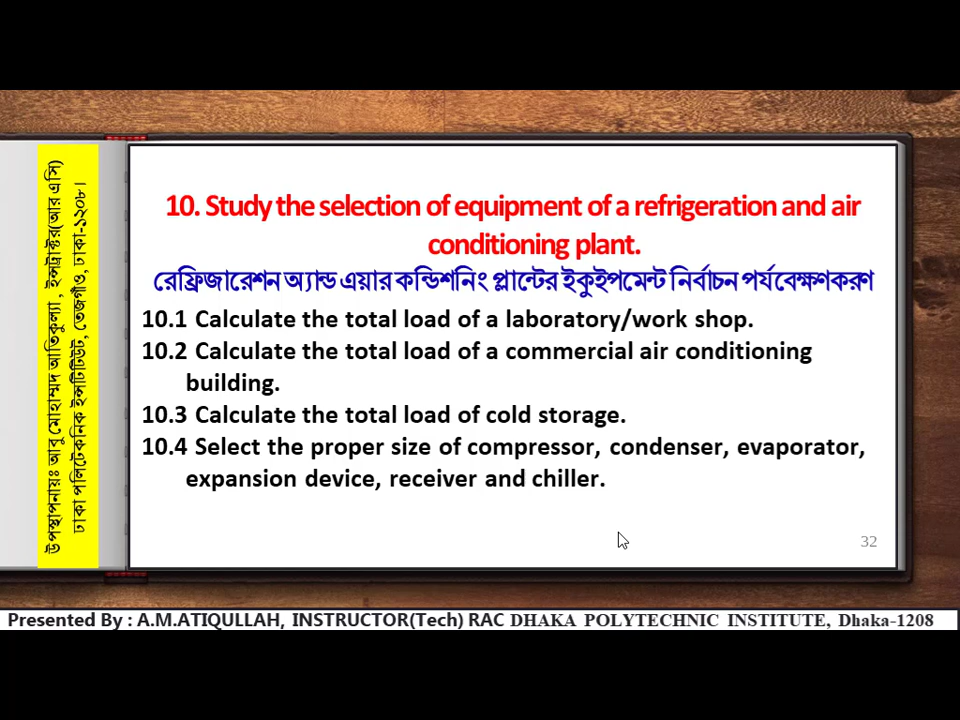 10. Study the selection of equipment of a refrigeration and air
conditioning plant.
রেফ্রিজারেশন অ্যান্ড এয়ার কন্ডিশনিং প্লান্টের ইকুইপমেন্ট নির্বাচন পর্যবেক্ষণকরণ
10.1 Calculate the total load of a laboratory/work shop.
10.2 Calculate the total load of a commercial air conditioning
building.
10.3 Calculate the total load of cold storage.
10.4 Select the proper size of compressor, condenser, evaporator,
expansion device, receiver and chiller.
32
উপস্থাপনায়ঃ আবু মোহাম্মদ আতিকুল্যা , ইন্সট্রাক্টর(আর এসি)
ঢাকা পলিটেকনিক ইন্সটিটিউট, তেজগাঁও, ঢাকা-১২০৮।
Presented By : A.M.ATIQULLAH, INSTRUCTOR(Tech) RAC DHAKA POLYTECHNIC INSTITUTE, Dhaka-1208